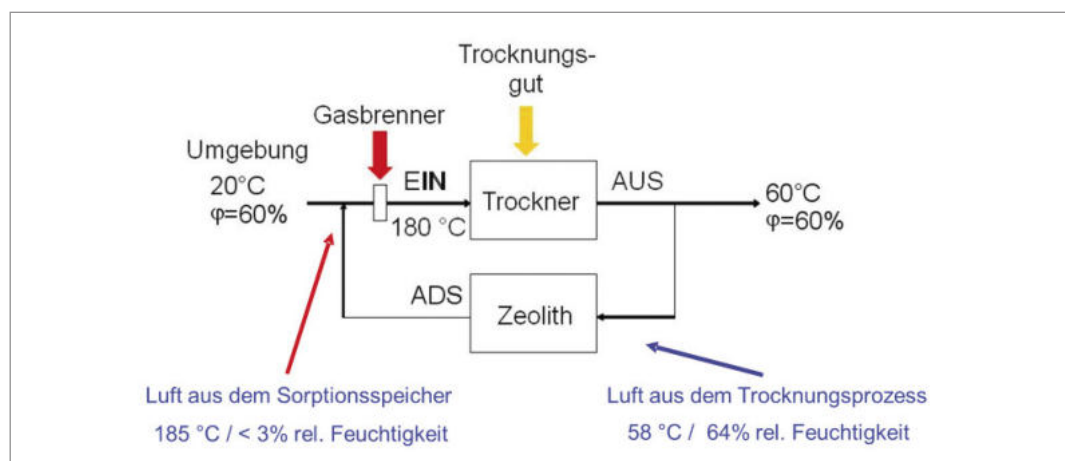 Trocknungs-
gut
Gasbrenner
Umgebung
20°C
φ=60%
EIN
180 °C
Trockner
AUS
60°C
φ=60%
ADS
Zeolith
Luft aus dem Sorptionsspeicher
185 °C / < 3% rel. Feuchtigkeit
Luft aus dem Trocknungsprozess
58 °C / 64% rel. Feuchtigkeit